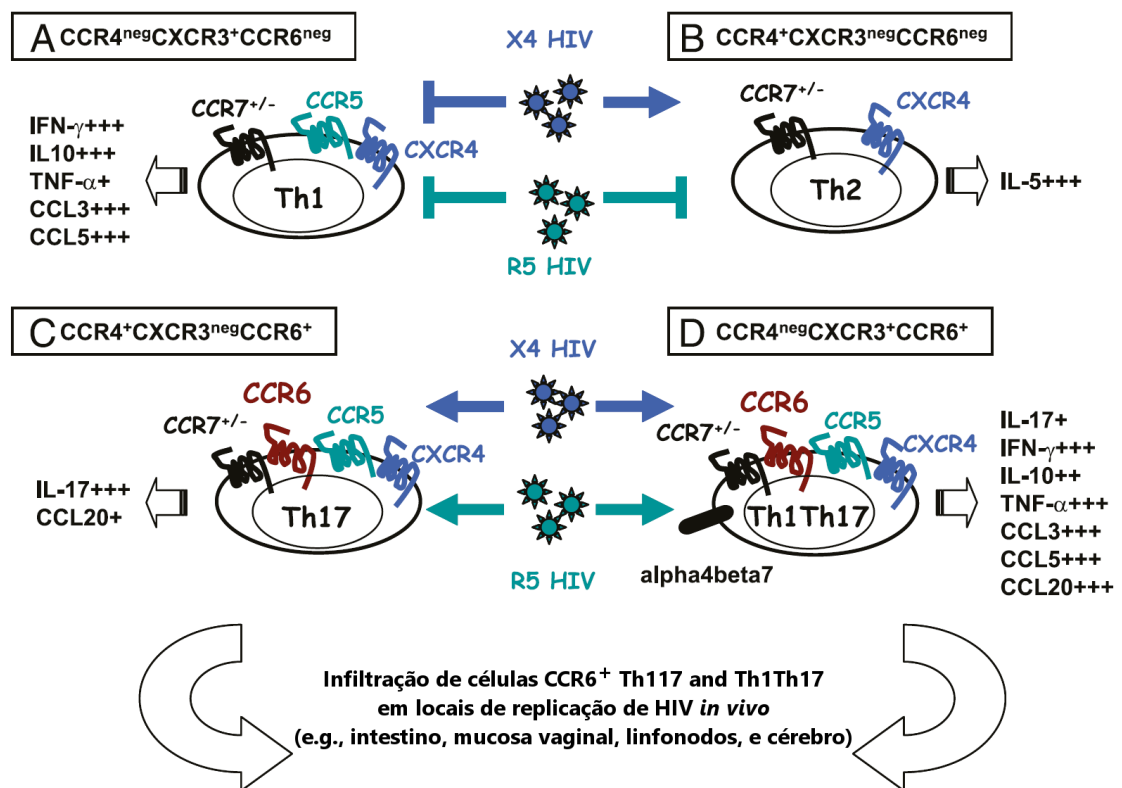 A CCR4negCXCR3+CCR6neg
X4 HIV
B CCR4+CXCR3negCCR6neg
CCR7+/-
CCR5
CXCR4
Th1
IFN-γ+++
IL10+++
TNF-α+
CCL3+++
CCL5+++
R5 HIV
CCR7+/-
CXCR4
Th2
IL-5+++
C CCR4+CXCR3negCCR6+
X4 HIV
D CCR4negCXCR3+CCR6+
CCR7+/-
CCR6
CCR5
CXCR4
Th17
IL-17+++
CCL20+
R5 HIV
CCR7+/-
CCR6
CCR5
CXCR4
Th1Th17
alpha4beta7
IL-17+
IFN-γ+++
IL-10++
TNF-α+++
CCL3+++
CCL5+++
CCL20+++
Infiltração de células CCR6+ Th117 and Th1Th17
em locais de replicação de HIV in vivo
(e.g., intestino, mucosa vaginal, linfonodos, e cérebro)